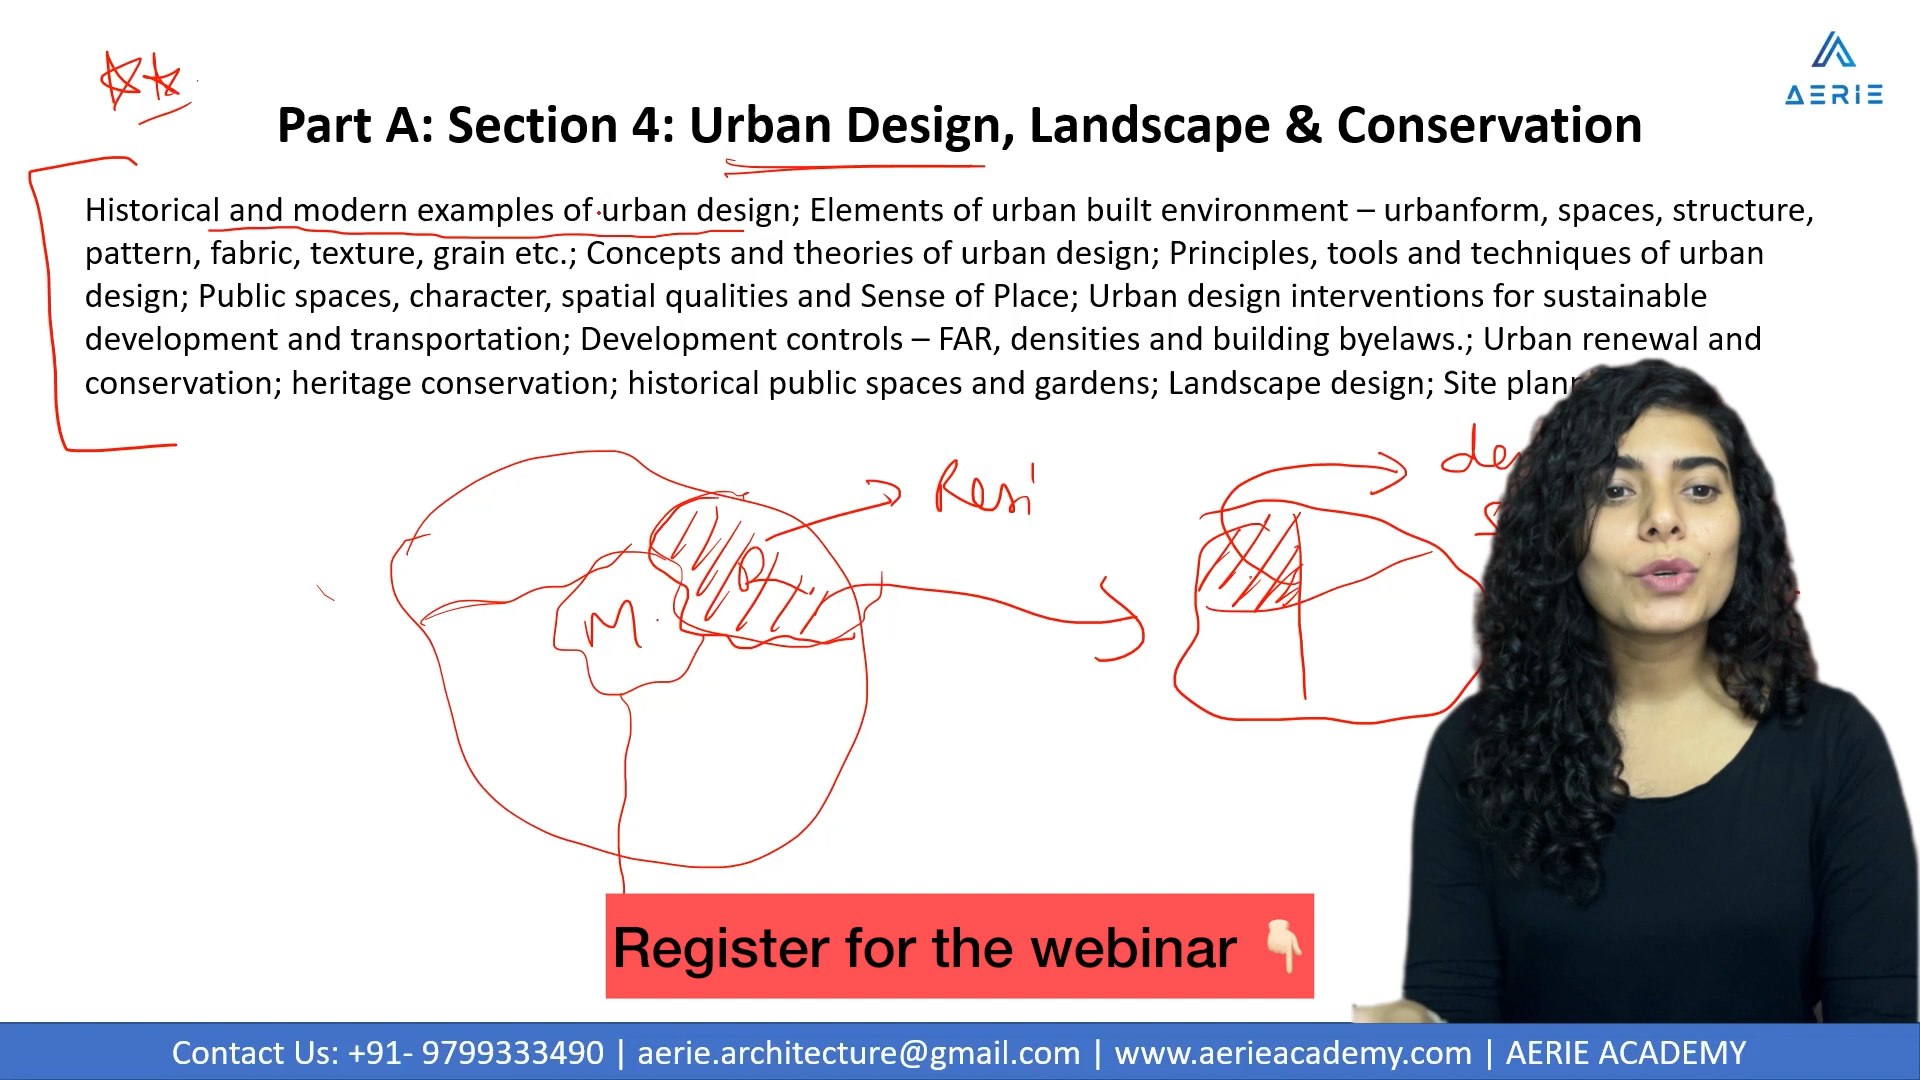 AERIE
Part A: Section 4: Urban Design, Landscape & Conservation
Historical and modern examples of urban design; Elements of urban built environment – urbanform, spaces, structure,
pattern, fabric, texture, grain etc.; Concepts and theories of urban design; Principles, tools and techniques of urban
design; Public spaces, character, spatial qualities and Sense of Place; Urban design interventions for sustainable
development and transportation; Development controls – FAR, densities and building byelaws.; Urban renewal and
conservation; heritage conservation; historical public spaces and gardens; Landscape design; Site
Resi
R
M
Register for the webinar 👇🏻
Contact Us: +91- 9799333490 | aerie.architecture@gmail.com | www.aerieacademy.com | AERIE ACADEMY